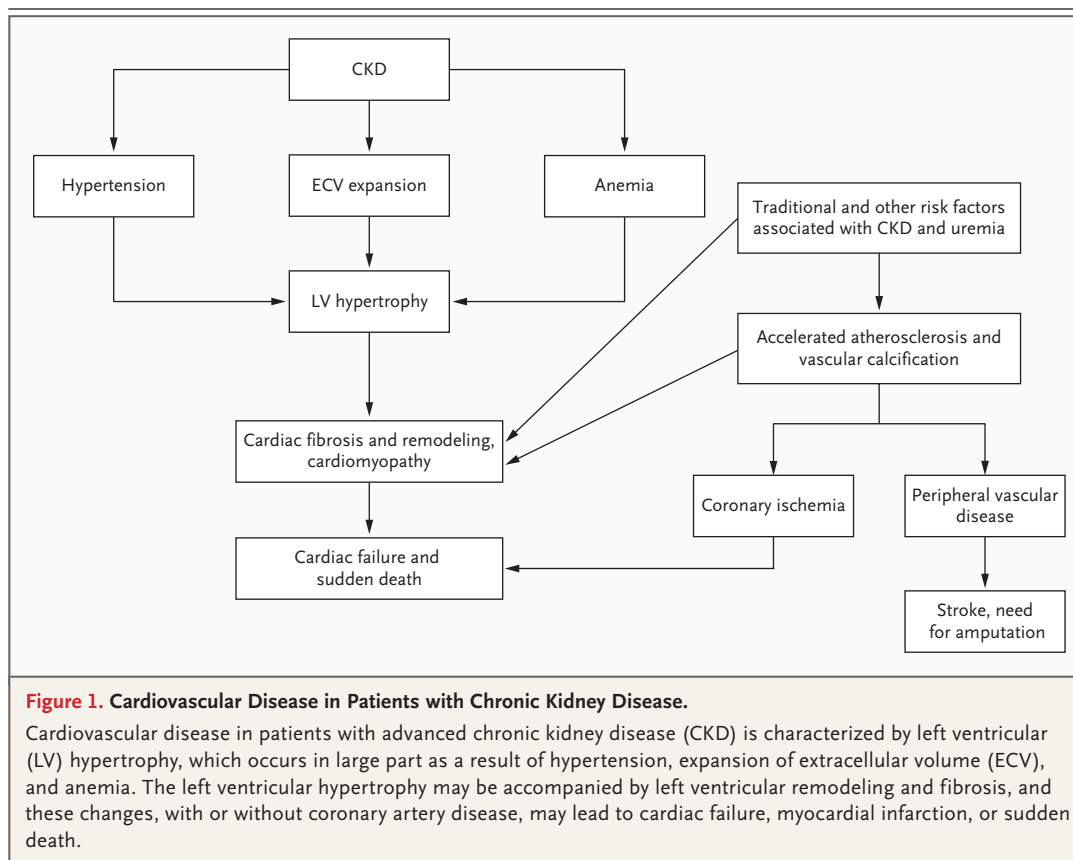 CKD
Hypertension
ECV expansion
Anemia
Traditional and other risk factors
associated with CKD and uremia
LV hypertrophy
Accelerated atherosclerosis and
vascular calcification
Cardiac fibrosis and remodeling,
cardiomyopathy
Coronary ischemia
Peripheral vascular
disease
Cardiac failure and
sudden death
Stroke, need
for amputation
Figure 1. Cardiovascular Disease in Patients with Chronic Kidney Disease.
Cardiovascular disease in patients with advanced chronic kidney disease (CKD) is characterized by left ventricular
(LV) hypertrophy, which occurs in large part as a result of hypertension, expansion of extracellular volume (ECV),
and anemia. The left ventricular hypertrophy may be accompanied by left ventricular remodeling and fibrosis, and
these changes, with or without coronary artery disease, may lead to cardiac failure, myocardial infarction, or sudden
death.